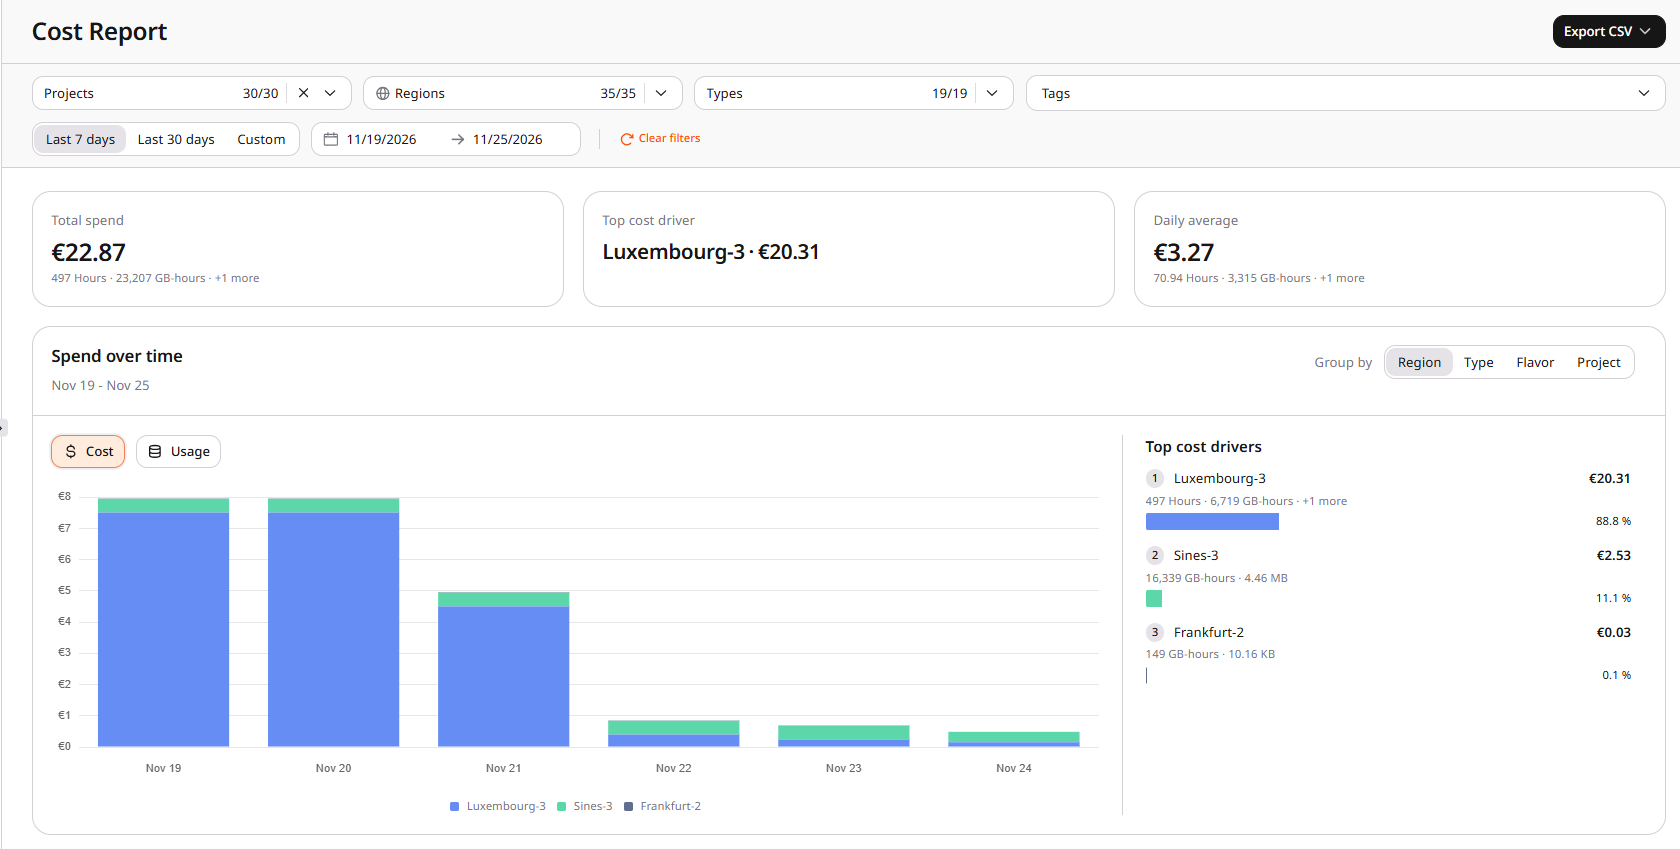 Cost Report
Export CSV
Projects 30/30
Regions 35/35
Types 19/19
Tags
Last 7 days Last 30 days Custom
11/19/2026 → 11/25/2026
Clear filters
Total spend
€22.87
497 Hours · 23,207 GB-hours · +1 more
Top cost driver
Luxembourg-3 · €20.31
Daily average
€3.27
70.94 Hours · 3,315 GB-hours · +1 more
Spend over time
Nov 19 - Nov 25
Group by Region Type Flavor Project
$ Cost Usage
€8
€7
€6
€5
€4
€3
€2
€1
€0
Nov 19 Nov 20 Nov 21 Nov 22 Nov 23 Nov 24
Luxembourg-3 Sines-3 Frankfurt-2
Top cost drivers
1 Luxembourg-3 €20.31
497 Hours · 6,719 GB-hours · +1 more
88.8 %
2 Sines-3 €2.53
16,339 GB-hours · 4.46 MB
11.1 %
3 Frankfurt-2 €0.03
149 GB-hours · 10.16 KB
0.1 %